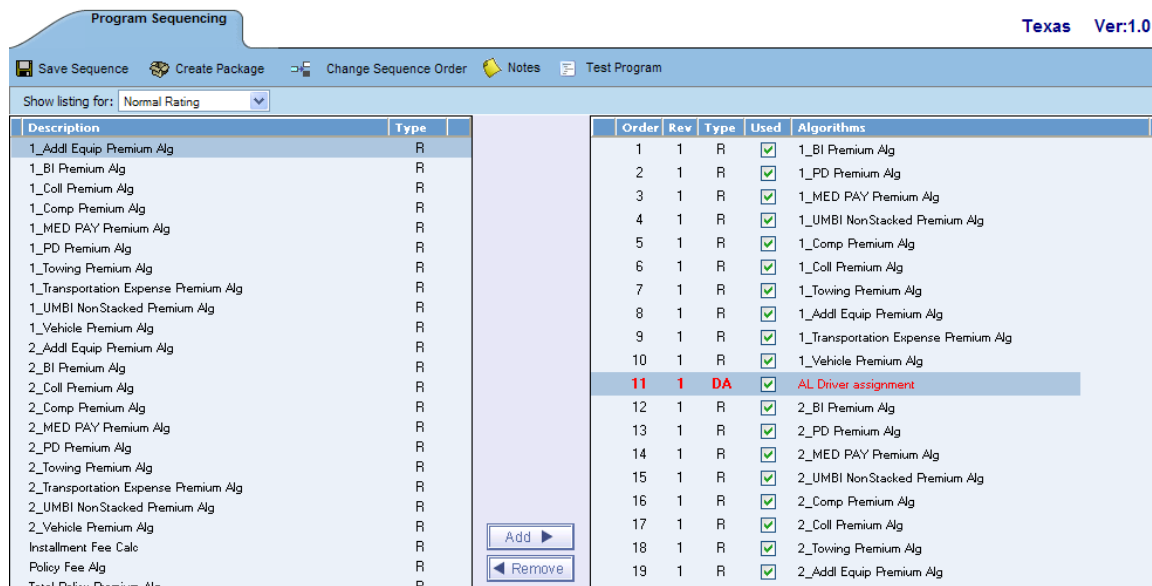 Program Sequencing
Texas Ver:1.0
Save Sequence Create Package Change Sequence Order Notes Test Program
Show listing for: Normal Rating
Description Type
1_Addl Equip Premium Alg R
1_BI Premium Alg R
1_Coll Premium Alg R
1_Comp Premium Alg R
1_MED PAY Premium Alg R
1_PD Premium Alg R
1_Towing Premium Alg R
1_Transportation Expense Premium Alg R
1_UMBI NonStacked Premium Alg R
1_Vehicle Premium Alg R
2_Addl Equip Premium Alg R
2_BI Premium Alg R
2_Coll Premium Alg R
2_Comp Premium Alg R
2_MED PAY Premium Alg R
2_PD Premium Alg R
2_Towing Premium Alg R
2_Transportation Expense Premium Alg R
2_UMBI NonStacked Premium Alg R
2_Vehicle Premium Alg R
Installment Fee Calc R
Policy Fee Alg R
Total Policy Premium Alg R
Add
Remove
Order Rev Type Used Algorithms
1 1 R 1_BI Premium Alg
2 1 R 1_PD Premium Alg
3 1 R 1_MED PAY Premium Alg
4 1 R 1_UMBI NonStacked Premium Alg
5 1 R 1_Comp Premium Alg
6 1 R 1_Coll Premium Alg
7 1 R 1_Towing Premium Alg
8 1 R 1_Addl Equip Premium Alg
9 1 R 1_Transportation Expense Premium Alg
10 1 R 1_Vehicle Premium Alg
11 1 DA AL Driver assignment
12 1 R 2_BI Premium Alg
13 1 R 2_PD Premium Alg
14 1 R 2_MED PAY Premium Alg
15 1 R 2_UMBI NonStacked Premium Alg
16 1 R 2_Comp Premium Alg
17 1 R 2_Coll Premium Alg
18 1 R 2_Towing Premium Alg
19 1 R 2_Addl Equip Premium Alg